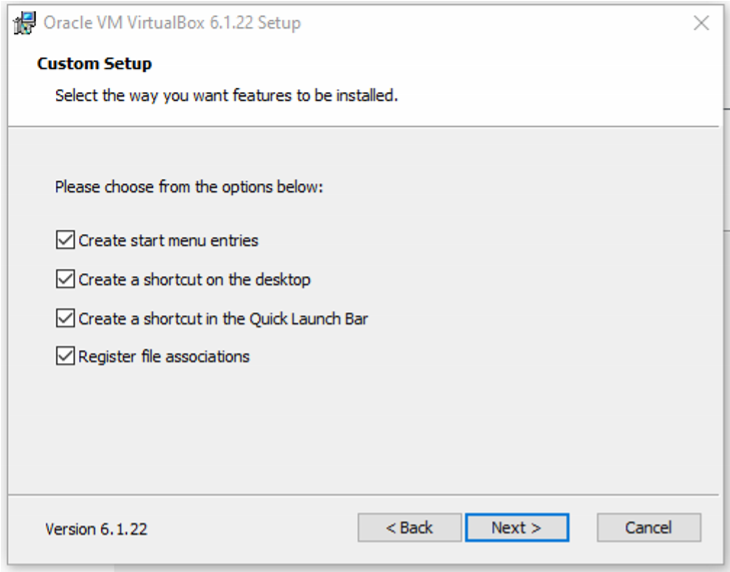 Oracle VM VirtualBox 6.1.22 Setup
Custom Setup
Select the way you want features to be installed.
Please choose from the options below:
Create start menu entries
Create a shortcut on the desktop
Create a shortcut in the Quick Launch Bar
Register file associations
Version 6.1.22
< Back
Next >
Cancel